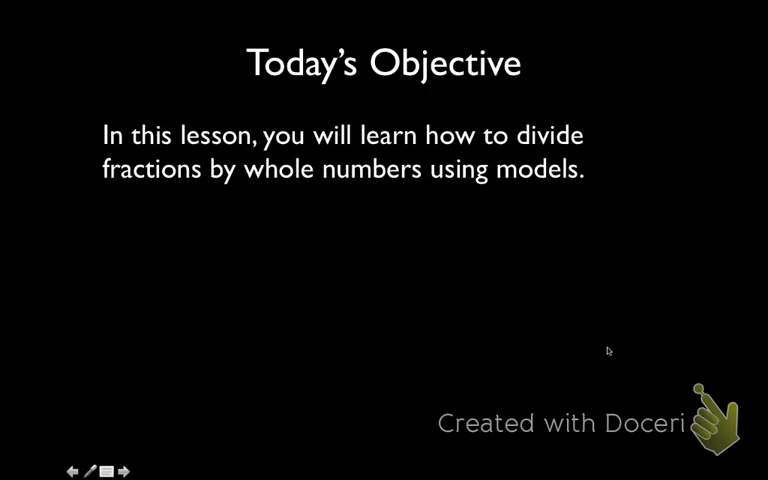 Today's Objective
In this lesson, you will learn how to divide
fractions by whole numbers using models.
Created with Doceri